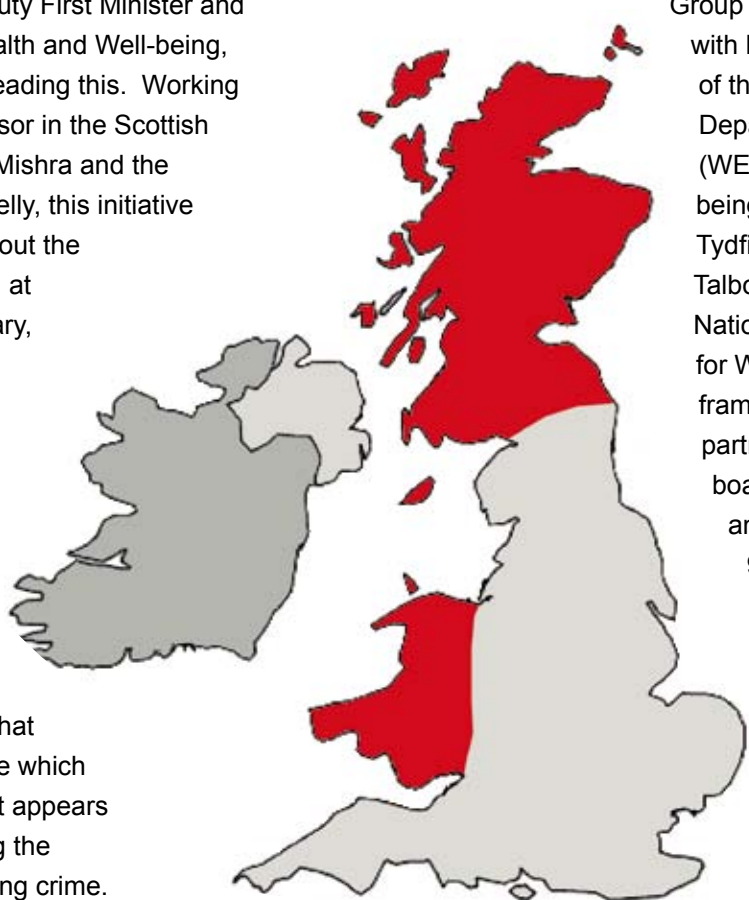 uty First Minister and
alth and Well-being,
eading this. Working
sor in the Scottish
Mishra and the
elly, this initiative
out the
at
ary,
hat
e which
t appears
g the
ng crime.
Group
with
of th
Depa
(WE
being
Tydfi
Talbo
Natio
for W
fram
parti
boa
ar